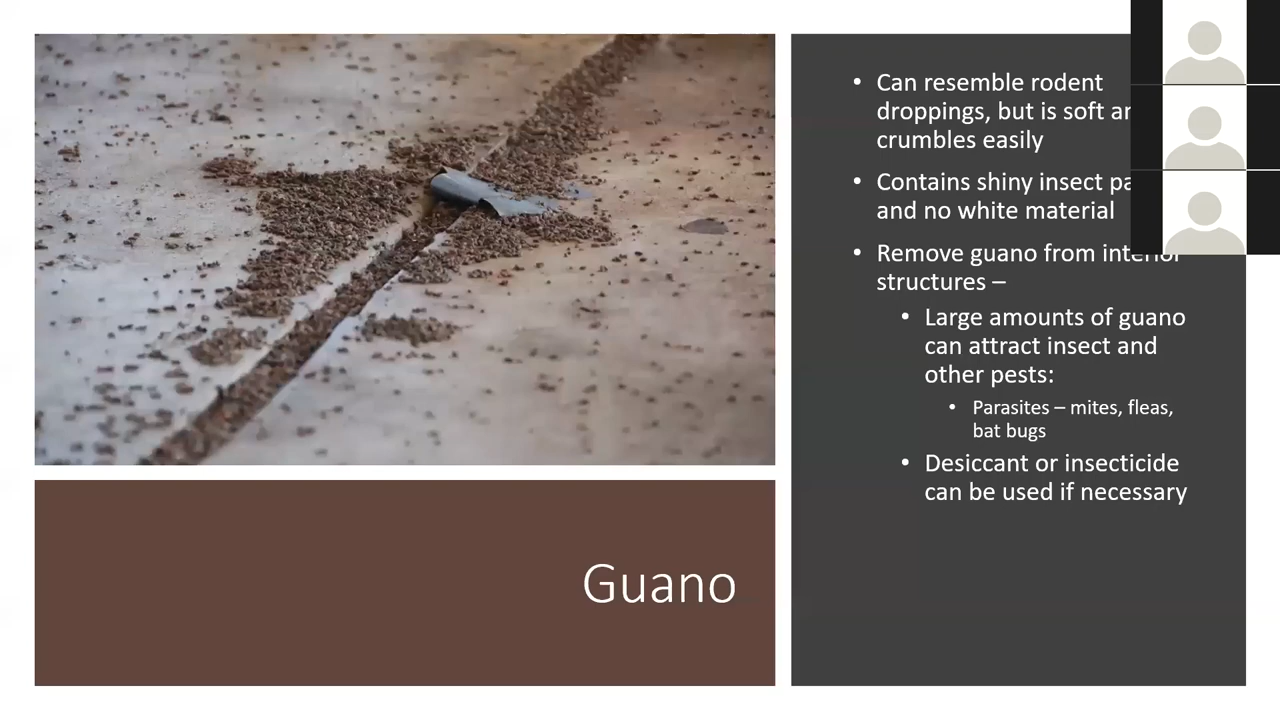 • Can resemble rodent
droppings, but is soft
crumbles easily
• Contains shiny insect
and no white material
• Remove guano from interior
structures –
• Large amounts of guano
can attract insect and
other pests:
• Parasites – mites, fleas,
bat bugs
• Desiccant or insecticide
can be used if necessary
Guano